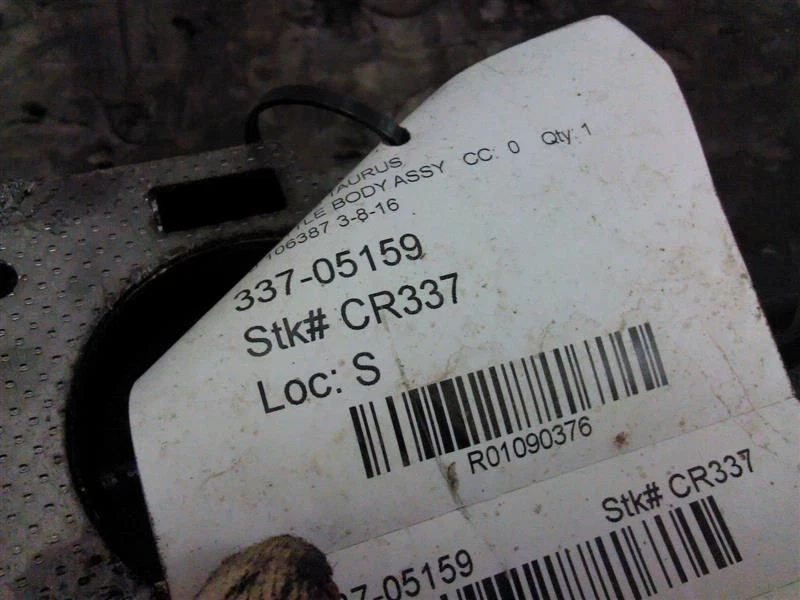 TAURUS
TLE BODY ASSY CC: 0 Qty: 1
106387 3-8-16
337-05159
Stk# CR337
Loc: S
R01090376
Stk# CR337
37-05159